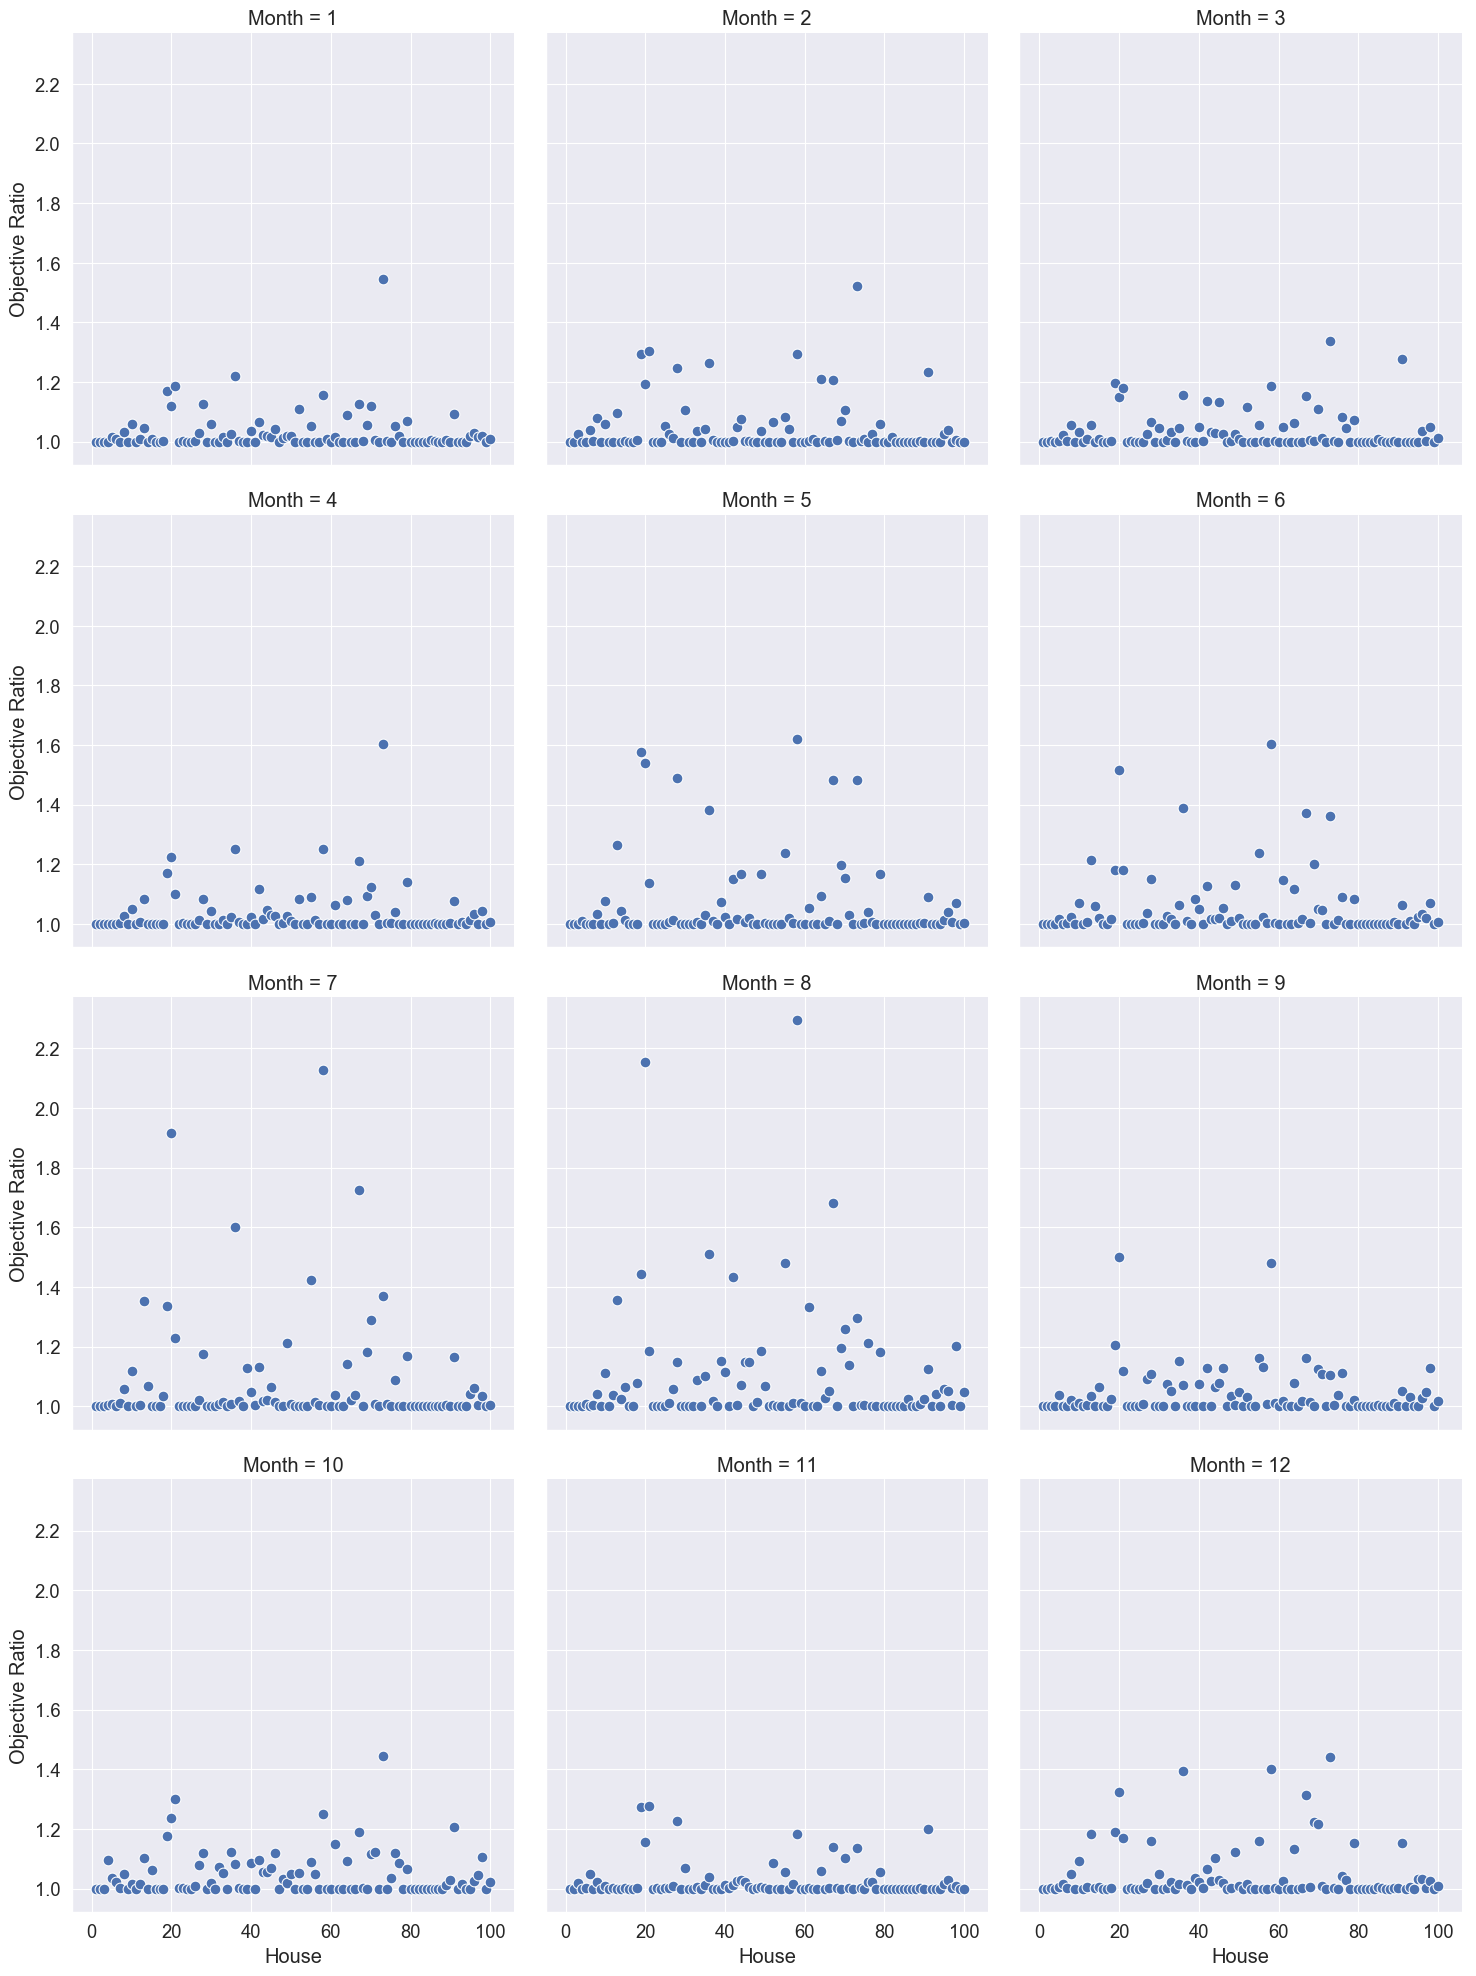 Month = 1
Month = 2
Month = 3
2.2
2.0
1.8
1.6
1.4
1.2
1.0
Objective Ratio
Month = 4
Month = 5
Month = 6
2.2
2.0
1.8
1.6
1.4
1.2
1.0
Objective Ratio
Month = 7
Month = 8
Month = 9
2.2
2.0
1.8
1.6
1.4
1.2
1.0
Objective Ratio
Month = 10
Month = 11
Month = 12
2.2
2.0
1.8
1.6
1.4
1.2
1.0
Objective Ratio
0 20 40 60 80 100
0 20 40 60 80 100
0 20 40 60 80 100
House
House
House